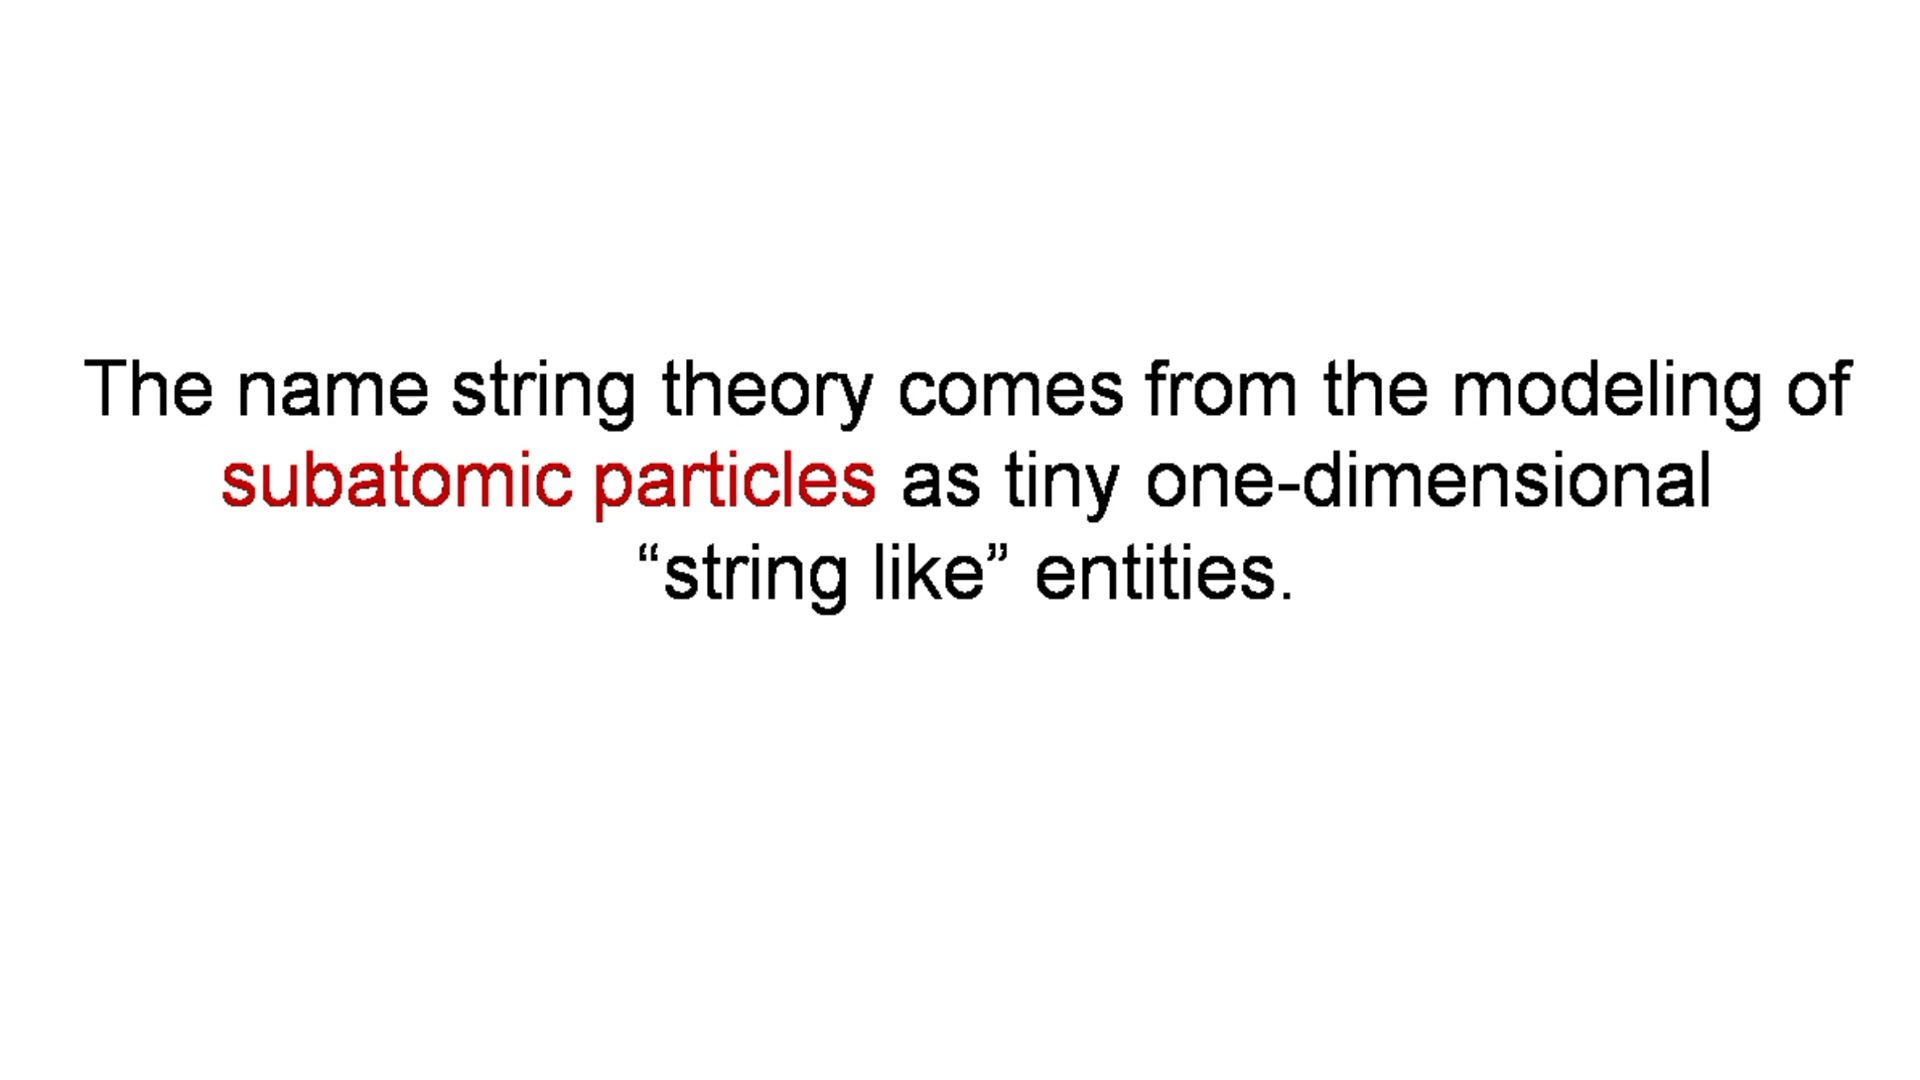 The name string theory comes from the modeling of
subatomic particles as tiny one-dimensional
“string like” entities.